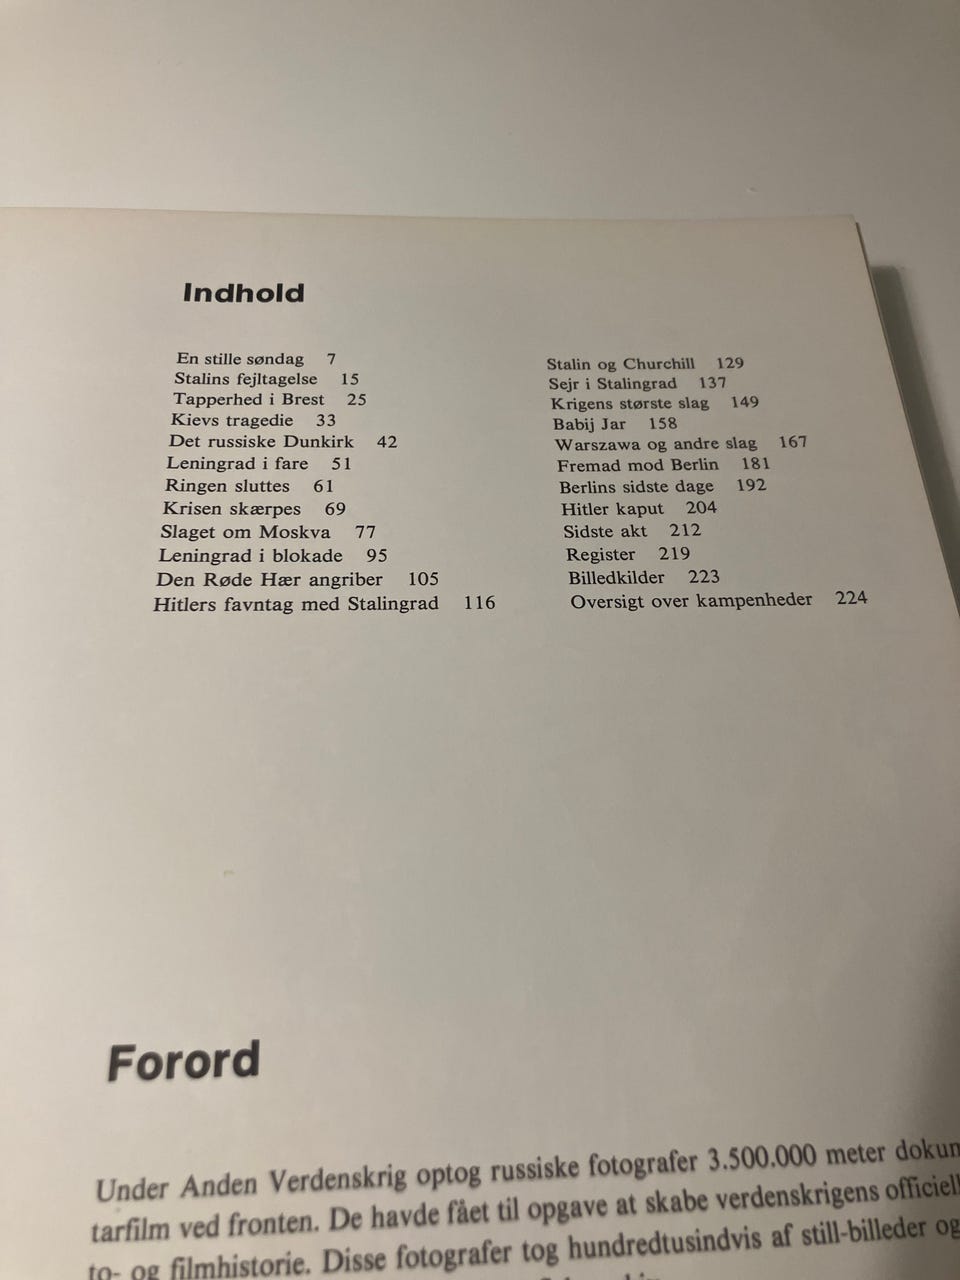 Indhold
En stille søndag 7
Stalins fejltagelse 15
Tapperhed i Brest 25
Kievs tragedie 33
Det russiske Dunkirk 42
Leningrad i fare 51
Ringen sluttes 61
Krisen skærpes 69
Slaget om Moskva 77
Leningrad i blokade 95
Den Røde Hær angriber 105
Hitlers favntag med Stalingrad 116
Stalin og Churchill 129
Sejr i Stalingrad 137
Krigens største slag 149
Babij Jar 158
Warszawa og andre slag 167
Fremad mod Berlin 181
Berlins sidste dage 192
Hitler kaput 204
Sidste akt 212
Register 219
Billedkilder 223
Oversigt over kampenheder 224
Forord
Under Anden Verdenskrig optog russiske fotografer 3.500.000 meter dokum
tarfilm ved fronten. De havde fået til opgave at skabe verdenskrigens officiell
to- og filmhistorie. Disse fotografer tog hundredtusindvis af still-billeder og